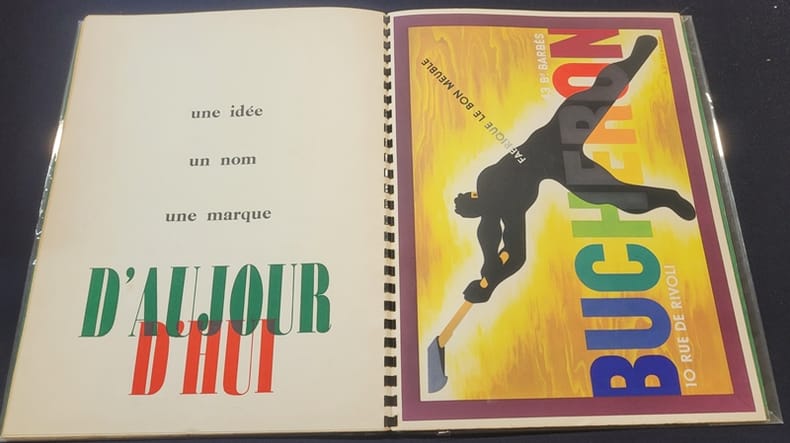 une idée
un nom
une marque
D'AUJOUR
D'HUI
FABRIQUE LE BON MEUBLE
43 Bd BARBÈS
BUCHERON
10 RUE DE RIVOLI